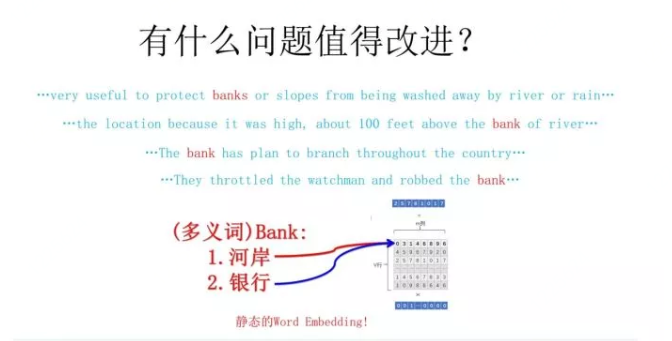 有什么问题值得改进？
···very useful to protect banks or slopes from being washed away by river or rain···
···the location because it was high, about 100 feet above the bank of river···
···The bank has plan to branch throughout the country···
···They throttled the watchman and robbed the bank···
(多义词)Bank:
1.河岸
2.银行
静态的Word Embedding!